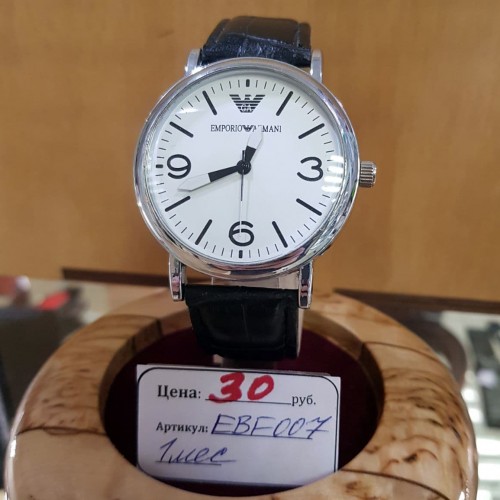 EMPORIO ARMANI
9
3
6
Цена: 30 руб.
Артикул: EBF007
1 мес